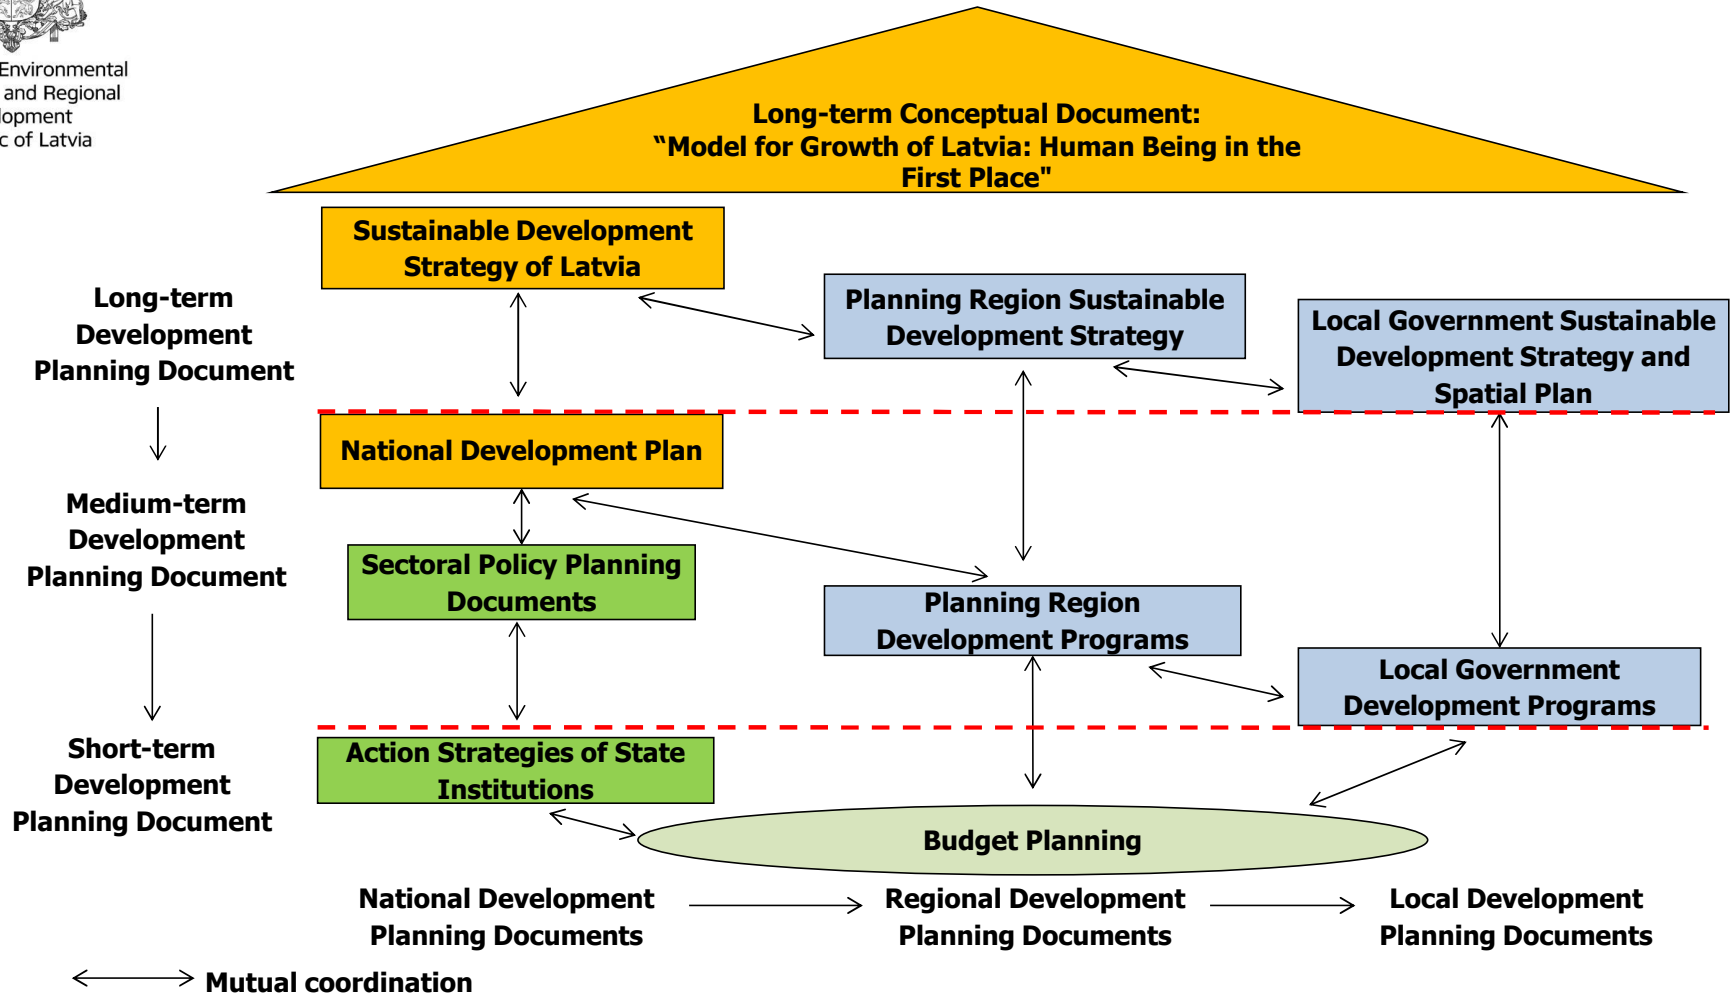 Environmental
and Regional
of Latvia
Long-term Conceptual Document:
“Model for Growth of Latvia: Human Being in the
First Place"
Sustainable Development
Strategy of Latvia
Planning Region Sustainable
Development Strategy
Local Government Sustainable
Development Strategy and
Spatial Plan
Long-term
Development
Planning Document
National Development Plan
Medium-term
Development
Planning Document
Sectoral Policy Planning
Documents
Planning Region
Development Programs
Local Government
Development Programs
Short-term
Development
Planning Document
Action Strategies of State
Institutions
Budget Planning
National Development
Planning Documents
Regional Development
Planning Documents
Local Development
Planning Documents
Mutual coordination